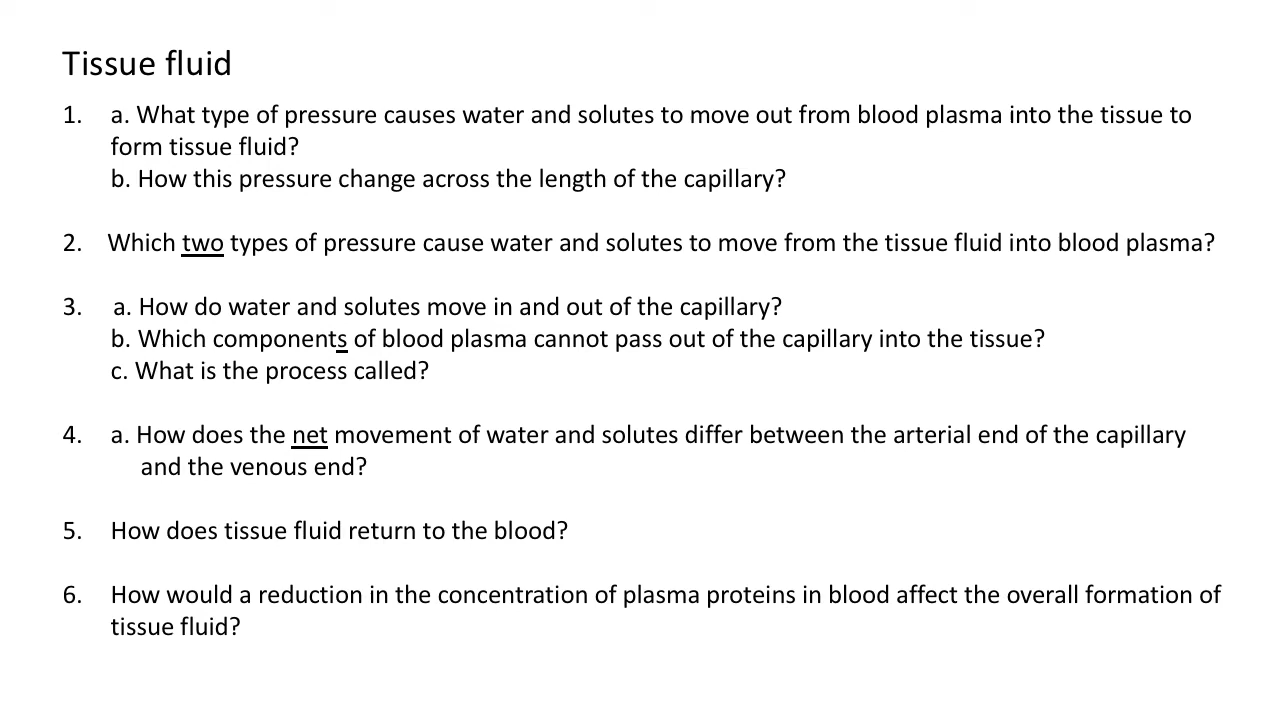 Tissue fluid
1. a. What type of pressure causes water and solutes to move out from blood plasma into the tissue to
form tissue fluid?
b. How this pressure change across the length of the capillary?
2. Which two types of pressure cause water and solutes to move from the tissue fluid into blood plasma?
3. a. How do water and solutes move in and out of the capillary?
b. Which components of blood plasma cannot pass out of the capillary into the tissue?
c. What is the process called?
4. a. How does the net movement of water and solutes differ between the arterial end of the capillary
and the venous end?
5. How does tissue fluid return to the blood?
6. How would a reduction in the concentration of plasma proteins in blood affect the overall formation of
tissue fluid?